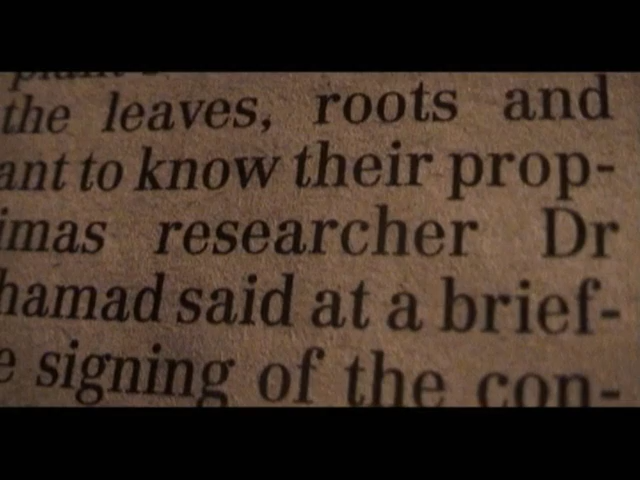 the leaves, roots and
ant to know their prop-
imas researcher Dr
hamad said at a brief-
e signing of the con-